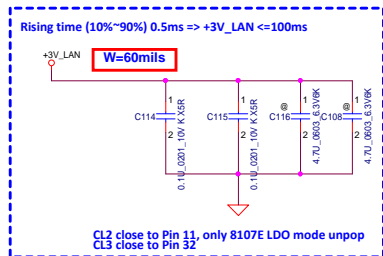 Rising time (10%~90%) 0.5ms => +3V_LAN <=100ms
+3V_LAN
W=60mils
1
1
@ 1
@ 1
C114
C115
C116
C108
2
2
2
2
0.1U_0201_10V K X5R
0.1U_0201_10V K X5R
4.7U_0603_6.3V6K
4.7U_0603_6.3V6K
CL2 close to Pin 11, only 8107E LDO mode unpop
CL3 close to Pin 32